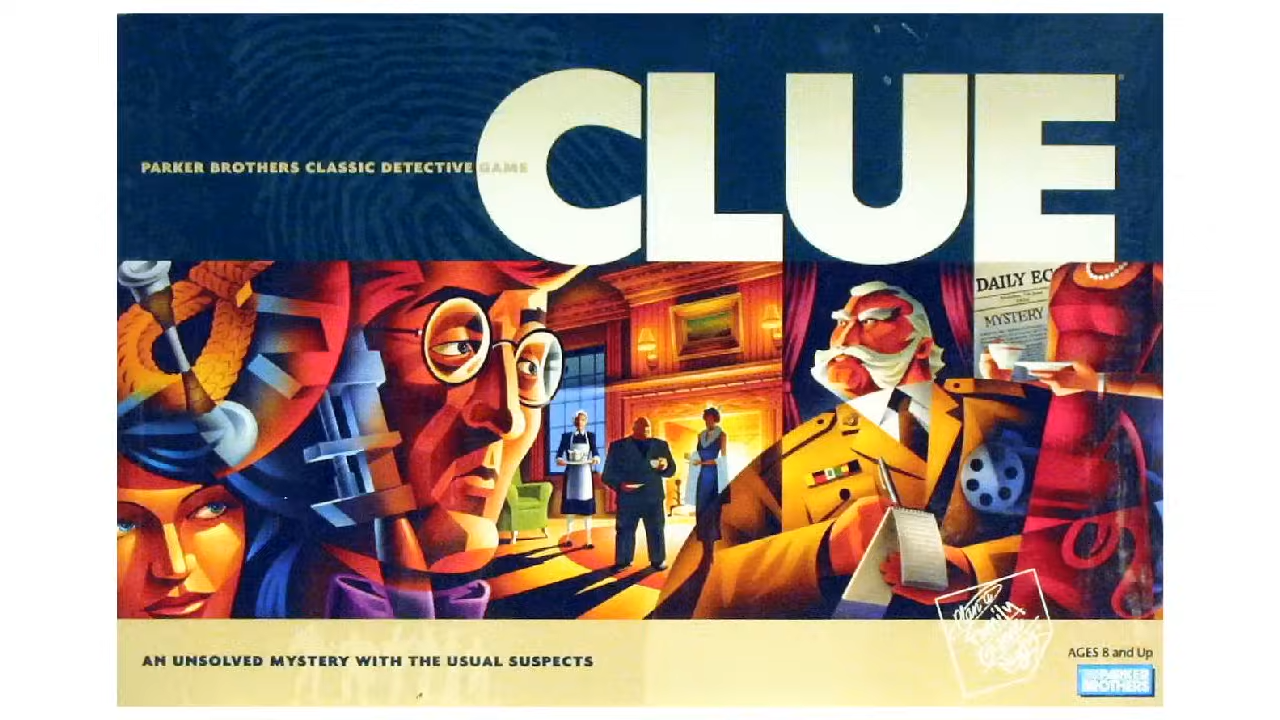 CLUE
PARKER BROTHERS CLASSIC DETECTIVE GAME
DAILY EC
MYSTERY
AN UNSOLVED MYSTERY WITH THE USUAL SUSPECTS
AGES 8 and Up
PARKER
BROTHERS